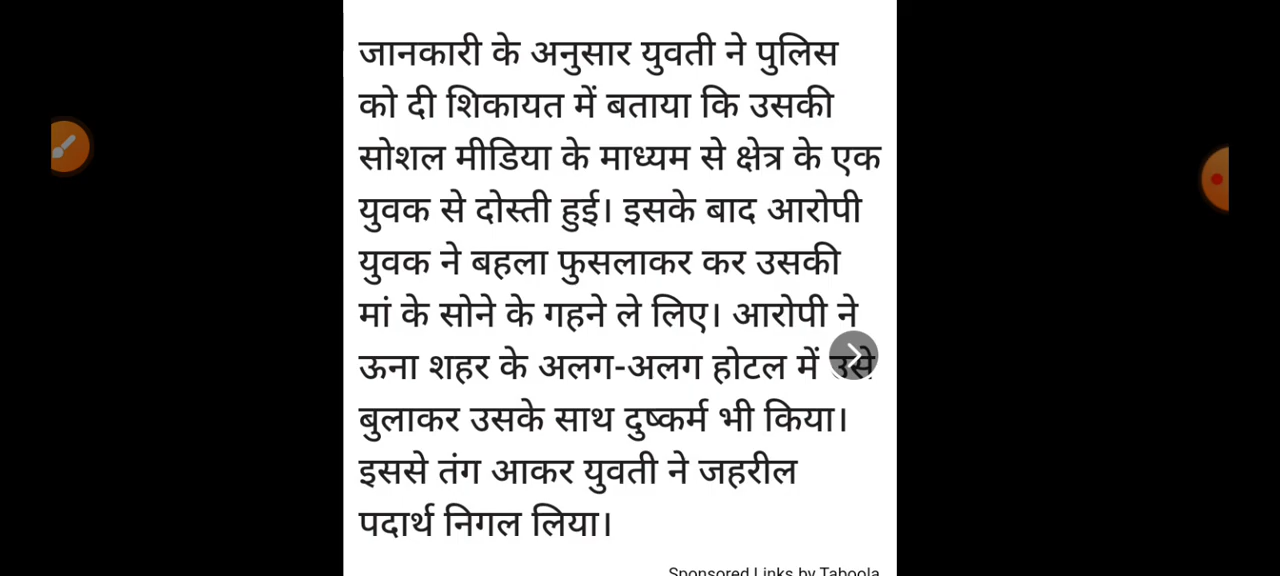 जानकारी के अनुसार युवती ने पुलिस
को दी शिकायत में बताया कि उसकी
सोशल मीडिया के माध्यम से क्षेत्र के एक
युवक से दोस्ती हुई। इसके बाद आरोपी
युवक ने बहला फुसलाकर कर उसकी
मां के सोने के गहने ले लिए। आरोपी ने
ऊना शहर के अलग-अलग होटल में उसे
बुलाकर उसके साथ दुष्कर्म भी किया।
इससे तंग आकर युवती ने जहरील
पदार्थ निगल लिया।
Sponsored Links by Taboola